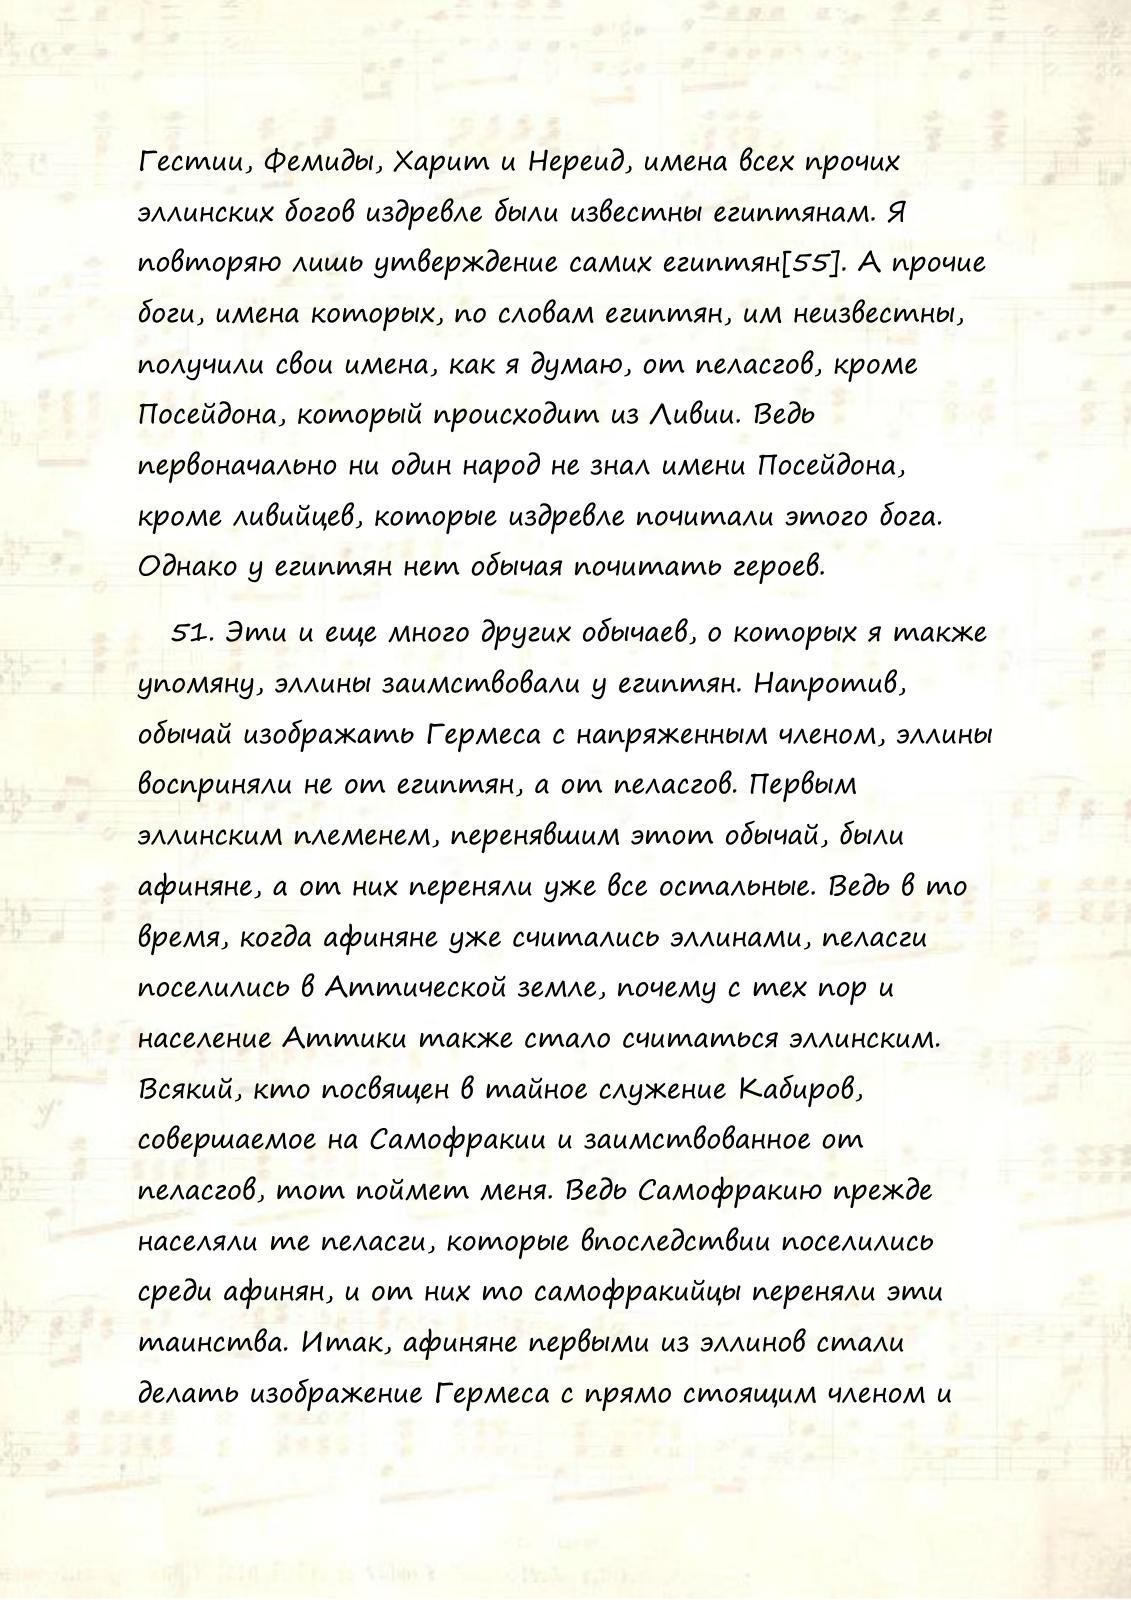 Гестии, Фемиды, Харит и Нереид, имена всех прочих
эллинских богов издревле были известны египтянам. Я
повторяю лишь утверждение самих египтян[55]. А прочие
боги, имена которых, по словам египтян, им неизвестны,
получили свои имена, как я думаю, от пеласгов, кроме
Посейдона, который происходит из Ливии. Ведь
первоначально ни один народ не знал имени Посейдона,
кроме ливийцев, которые издревле почитали этого бога.
Однако у египтян нет обычая почитать героев.
51. Эти и еще много других обычаев, о которых я также
упомяну, эллины заимствовали у египтян. Напротив,
обычай изображать Гермеса с напряженным членом, эллины
восприняли не от египтян, а от пеласгов. Первым
эллинским племенем, перенявшим этот обычай, были
афиняне, а от них переняли уже все остальные. Ведь в то
время, когда афиняне уже считались эллинами, пеласги
поселились в Аттической земле, почему с тех пор и
население Аттики также стало считаться эллинским.
Всякий, кто посвящен в тайное служение Кабиров,
совершаемое на Самофракии и заимствованное от
пеласгов, тот поймет меня. Ведь Самофракию прежде
населяли те пеласги, которые впоследствии поселились
среди афинян, и от них то самофракийцы переняли эти
таинства. Итак, афиняне первыми из эллинов стали
делать изображение Гермеса с прямо стоящим членом и